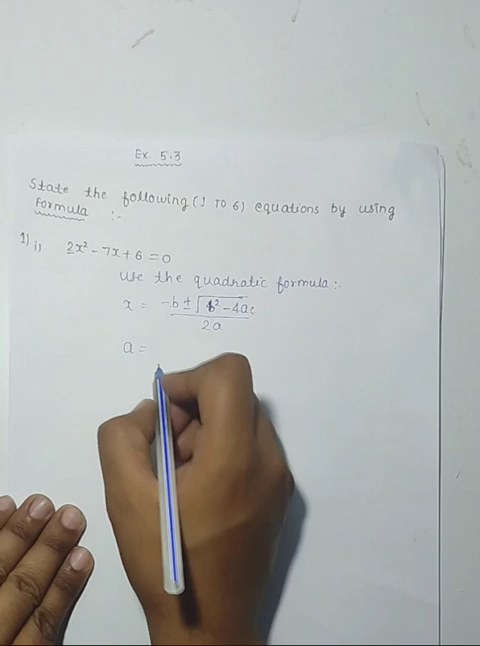 Ex. 5.3
State the following (1 TO 6) equations by using
Formula :-
1) i) 2x² - 7x + 6 = 0
Use the quadratic formula:-
x = -b ± √b² - 4ac
2a
a =